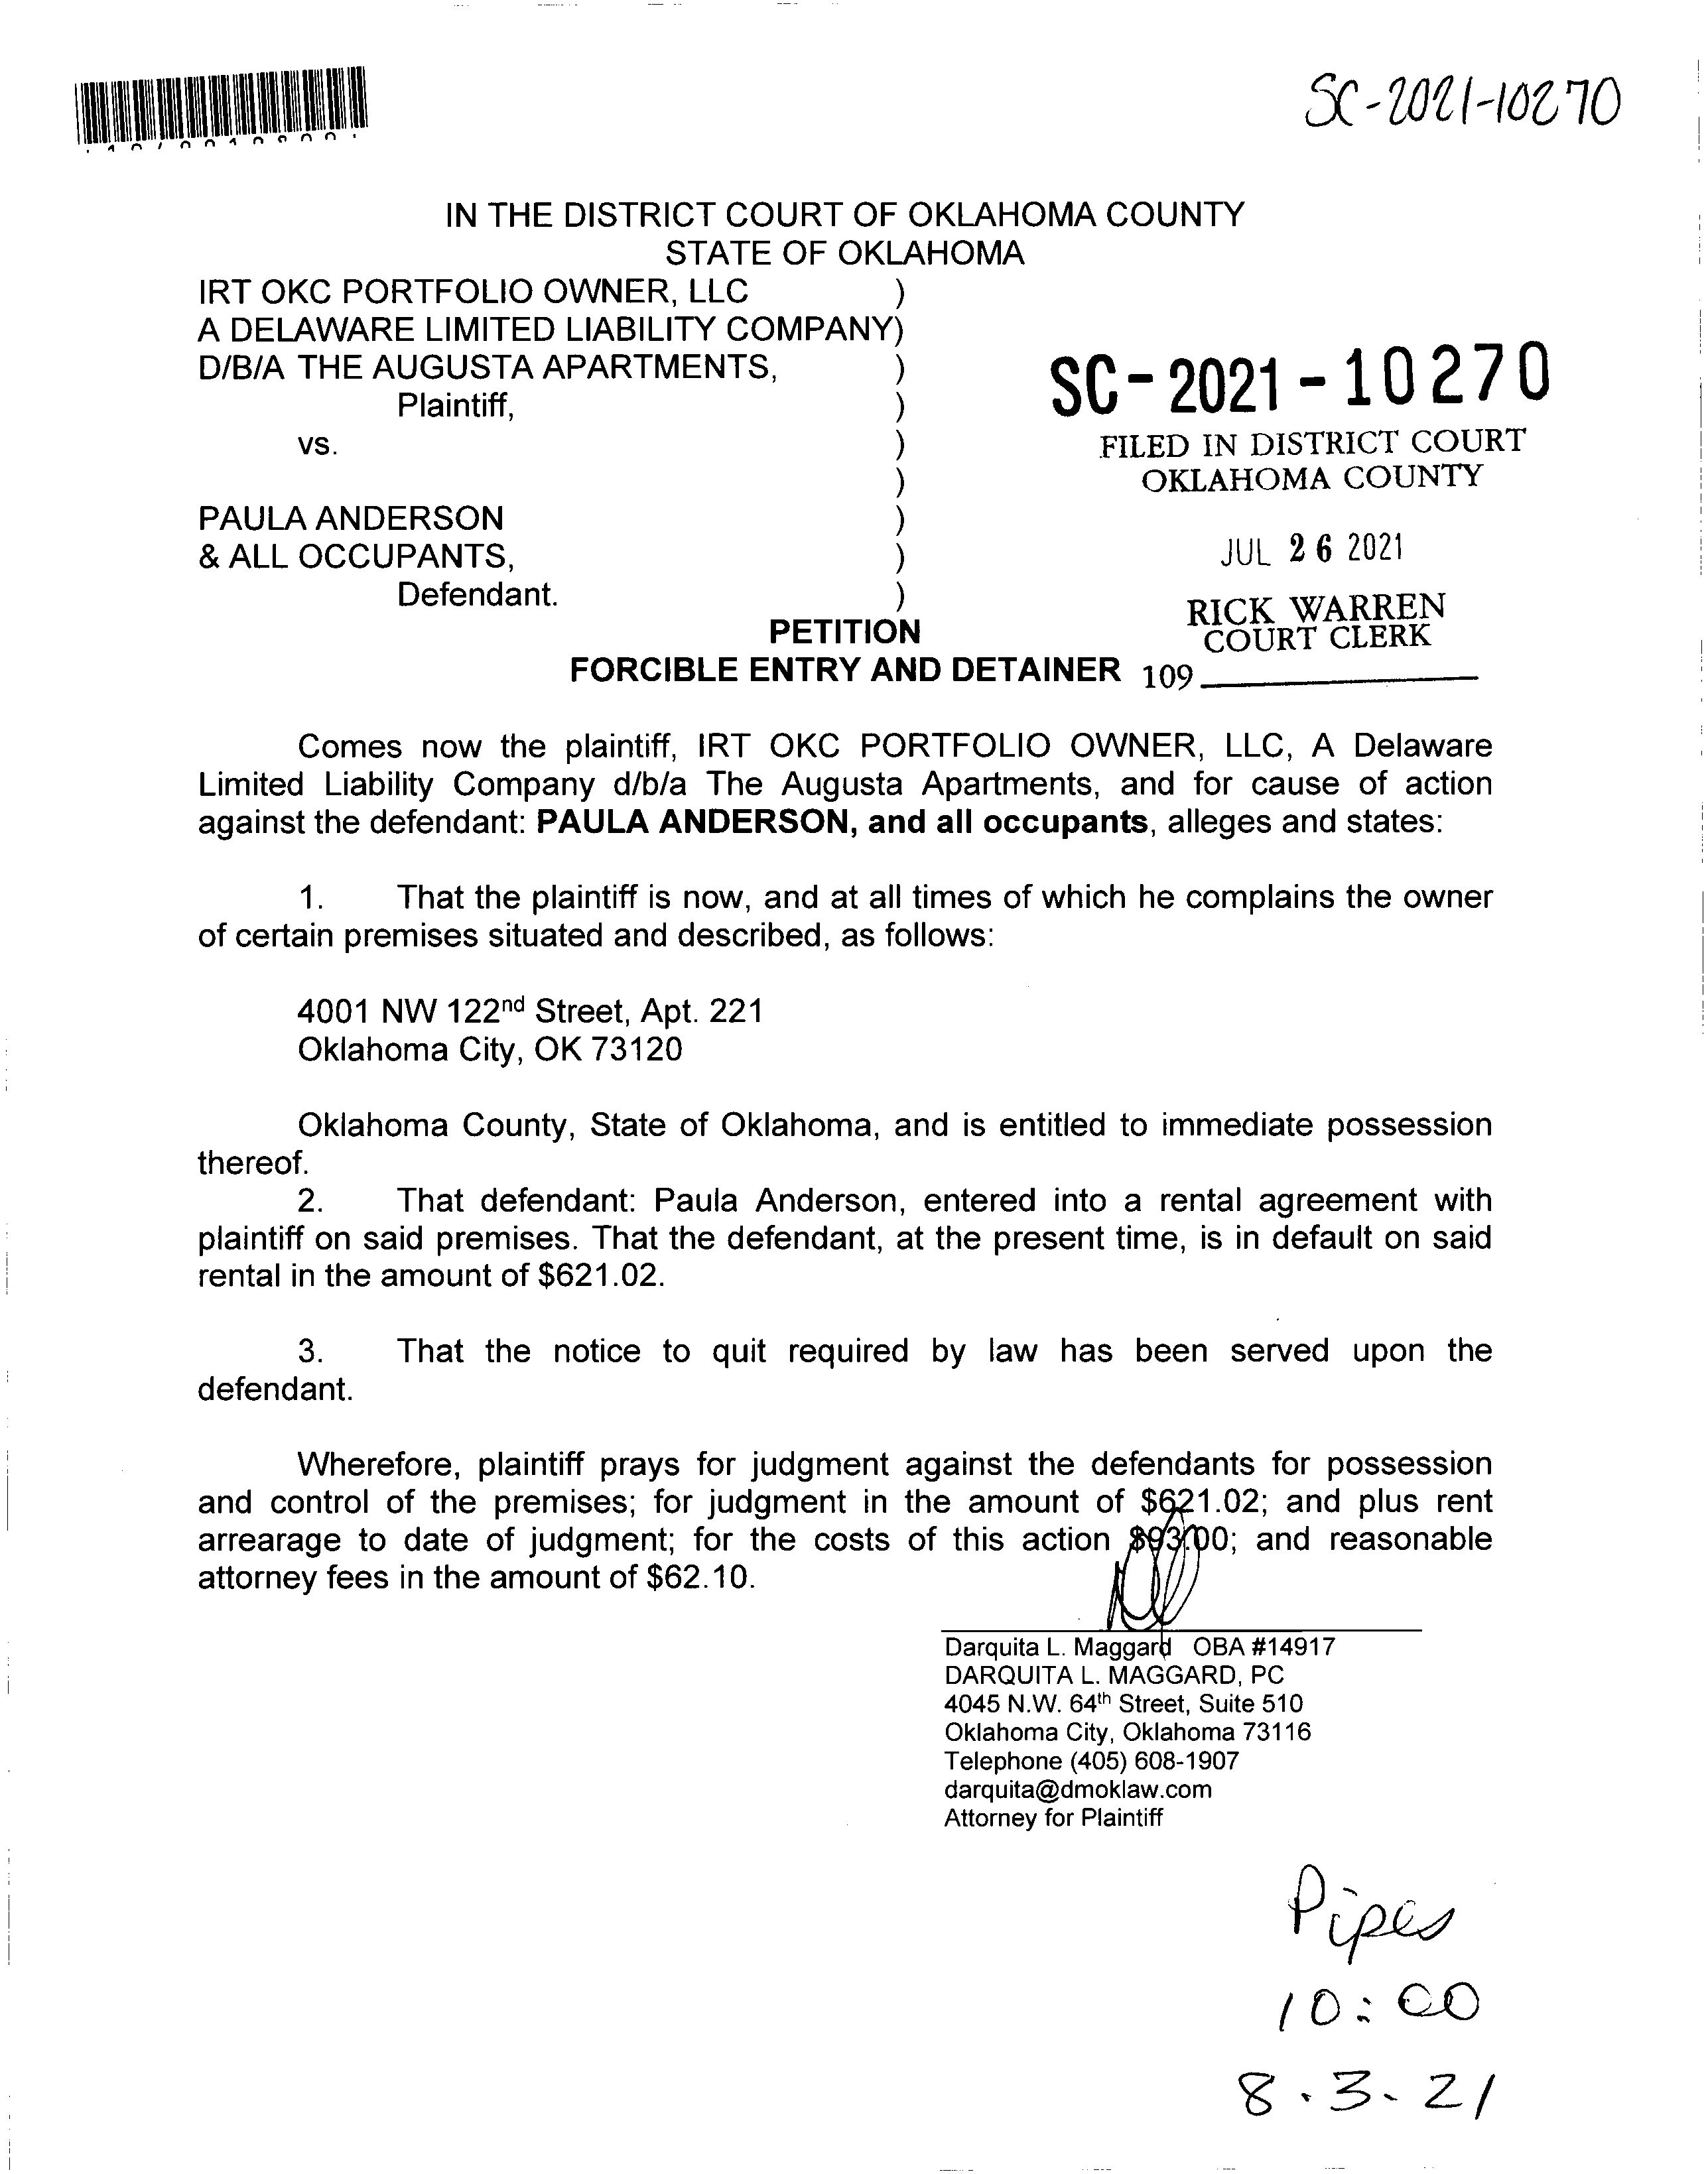 SC-2021-10270
IN THE DISTRICT COURT OF OKLAHOMA COUNTY
STATE OF OKLAHOMA
IRT OKC PORTFOLIO OWNER, LLC )
A DELAWARE LIMITED LIABILITY COMPANY)
D/B/A THE AUGUSTA APARTMENTS, )
Plaintiff, )
vs. )
)
PAULA ANDERSON )
& ALL OCCUPANTS, )
Defendant. )
SC-2021-10270
FILED IN DISTRICT COURT
OKLAHOMA COUNTY
JUL 26 2021
RICK WARREN
COURT CLERK
109
PETITION
FORCIBLE ENTRY AND DETAINER
Comes now the plaintiff, IRT OKC PORTFOLIO OWNER, LLC, A Delaware
Limited Liability Company d/b/a The Augusta Apartments, and for cause of action
against the defendant: PAULA ANDERSON, and all occupants, alleges and states:
1. That the plaintiff is now, and at all times of which he complains the owner
of certain premises situated and described, as follows:
4001 NW 122nd Street, Apt. 221
Oklahoma City, OK 73120
Oklahoma County, State of Oklahoma, and is entitled to immediate possession
thereof.
2. That defendant: Paula Anderson, entered into a rental agreement with
plaintiff on said premises. That the defendant, at the present time, is in default on said
rental in the amount of $621.02.
3. That the notice to quit required by law has been served upon the
defendant.
Wherefore, plaintiff prays for judgment against the defendants for possession
and control of the premises; for judgment in the amount of $621.02; and plus rent
arrearage to date of judgment; for the costs of this action $93.00; and reasonable
attorney fees in the amount of $62.10.
Darquita L. Maggard OBA #14917
DARQUITA L. MAGGARD, PC
4045 N.W. 64th Street, Suite 510
Oklahoma City, Oklahoma 73116
Telephone (405) 608-1907
darquita@dmoklaw.com
Attorney for Plaintiff
Pipes
10:00
8.3-21